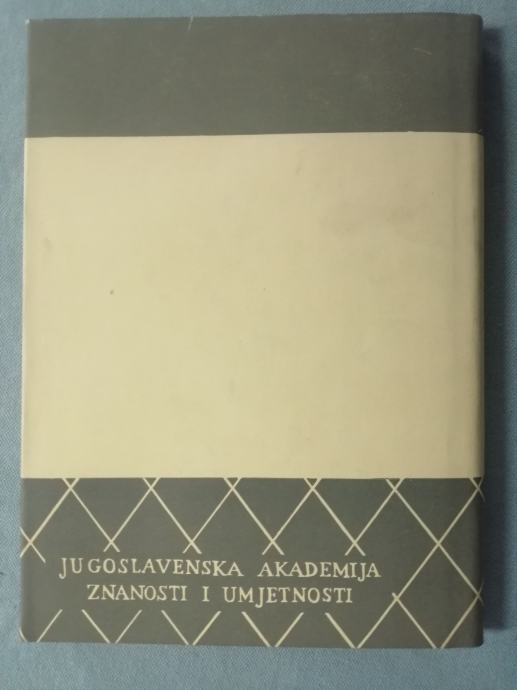 JUGOSLAVENSKA AKADEMIJA
ZNANOSTI I UMJETNOSTI